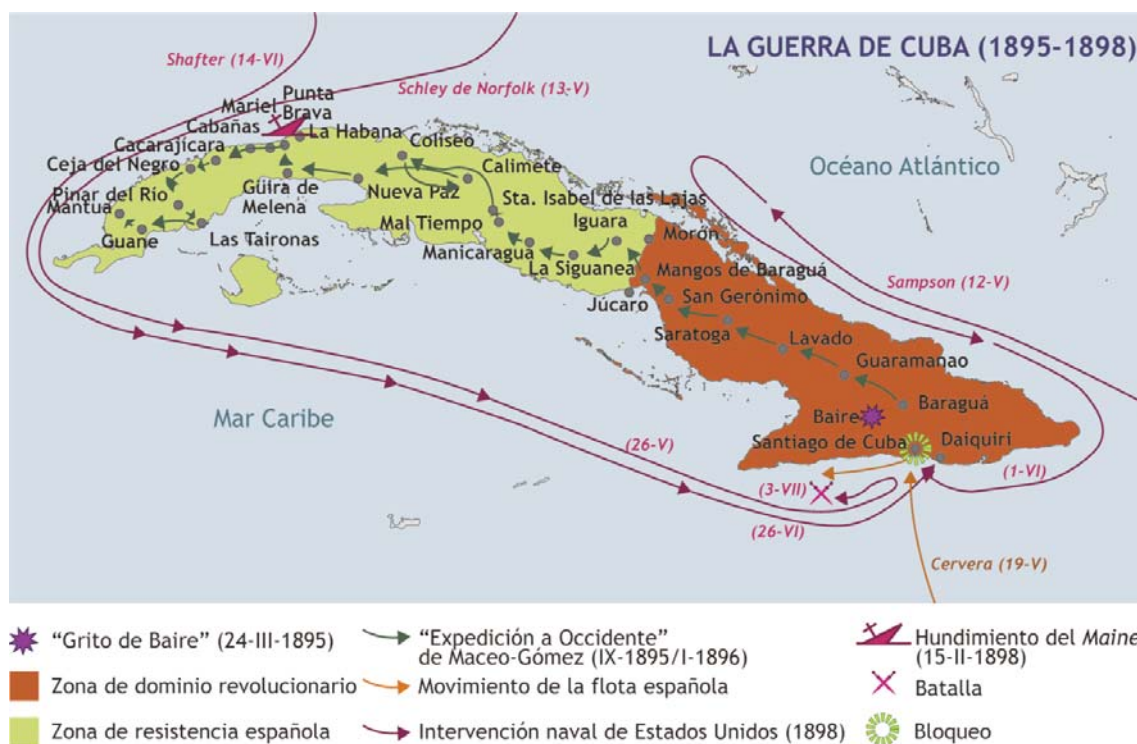 LA GUERRA DE CUBA (1895-1898)
Shafter (14-VI)
Schley de Norfolk (13-V)
Mariel
Punta
Brava
Cabañas
La Habana
Cacarajícara
Coliseo
Ceja del Negro
Calimete
Océano Atlántico
Pinar del Río
Güira de
Melena
Nueva Paz
Sta. Isabel de las Lajas
Mantua
Mal Tiempo
Iguara
Guane
Las Taironas
Manicaragua
Morón
La Siguanea
Mangos de Baraguá
Sampson (12-V)
Júcaro
San Gerónimo
Saratoga
Lavado
Guaramanao
Mar Caribe
Baraguá
Baire
(26-V)
Santiago de Cuba
Daiquiri
(3-VII)
(1-VI)
(26-VI)
Cervera (19-V)
"Grito de Baire" (24-III-1895)
Zona de dominio revolucionario
Zona de resistencia española
"Expedición a Occidente"
de Maceo-Gómez (IX-1895/I-1896)
Movimiento de la flota española
Intervención naval de Estados Unidos (1898)
Hundimiento del Maine
(15-II-1898)
Batalla
Bloqueo